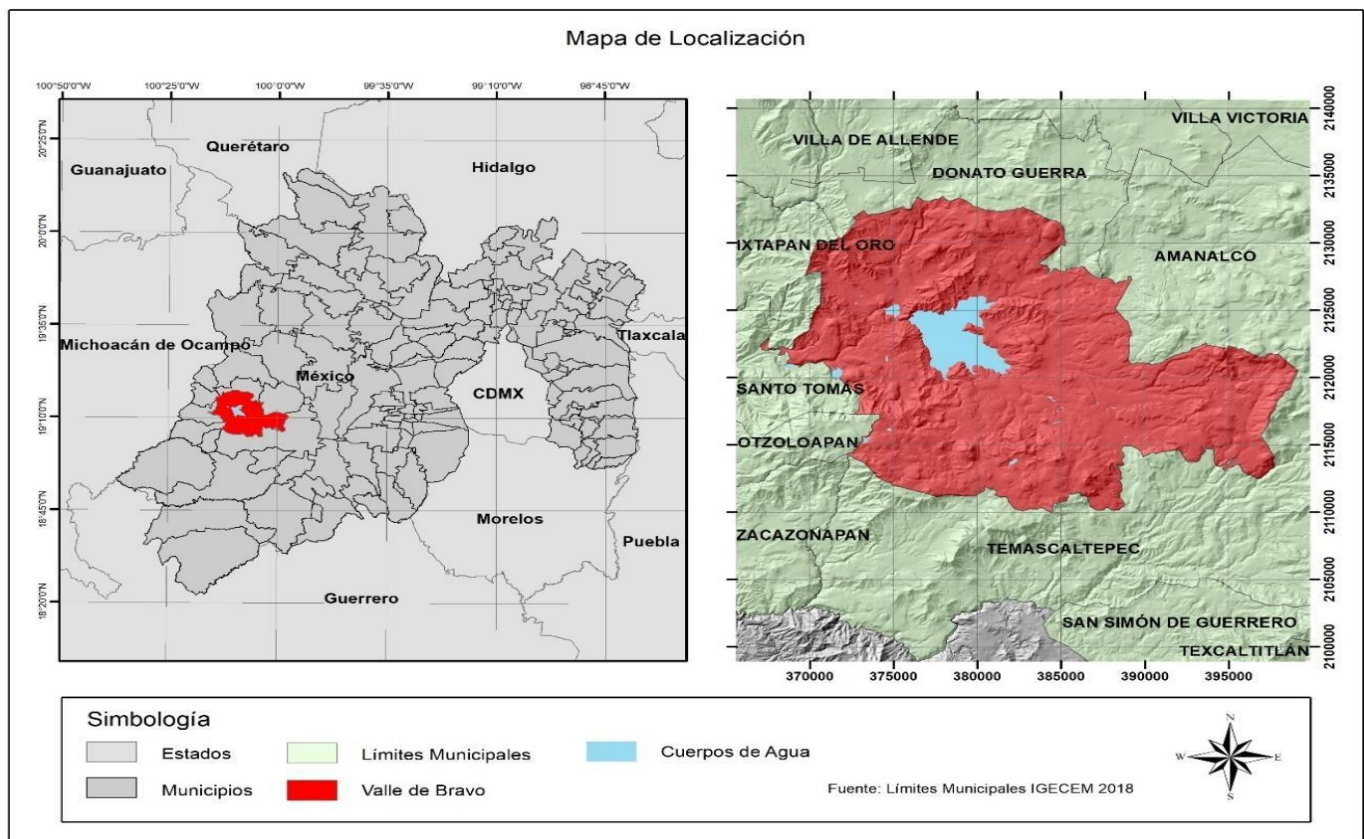 Mapa de Localización
100°50'0"W 100°25'0"W 100°0'0"W 99°35'0"W 99°10'0"W 98°45'0"W
20°25'0"N
20°0'0"N
19°35'0"N
19°10'0"N
18°45'0"N
18°20'0"N
Querétaro
Guanajuato
Hidalgo
Tlaxcala
Michoacán de Ocampo
México
CDMX
Morelos
Puebla
Guerrero
VILLA VICTORIA
VILLA DE ALLENDE
DONATO GUERRA
IXTAPAN DEL ORO
AMANALCO
SANTO TOMÁS
OTZOLOAPAN
ZACAZONAPAN
TEMASCALTEPEC
SAN SIMÓN DE GUERRERO
TEXCALTITLÁN
2140000
2135000
2130000
2125000
2120000
2115000
2110000
2105000
2100000
370000 375000 380000 385000 390000 395000
Simbología
Estados
Límites Municipales
Cuerpos de Agua
Municipios
Valle de Bravo
Fuente: Límites Municipales IGECEM 2018
N
W
E
S